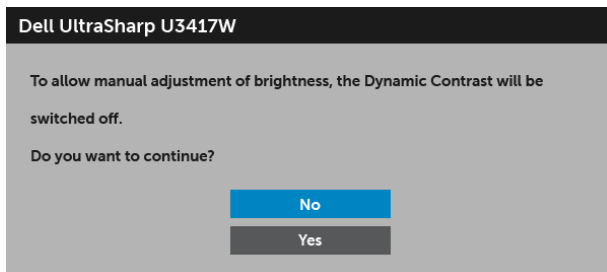 Dell UltraSharp U3417W
To allow manual adjustment of brightness, the Dynamic Contrast will be
switched off.
Do you want to continue?
No
Yes